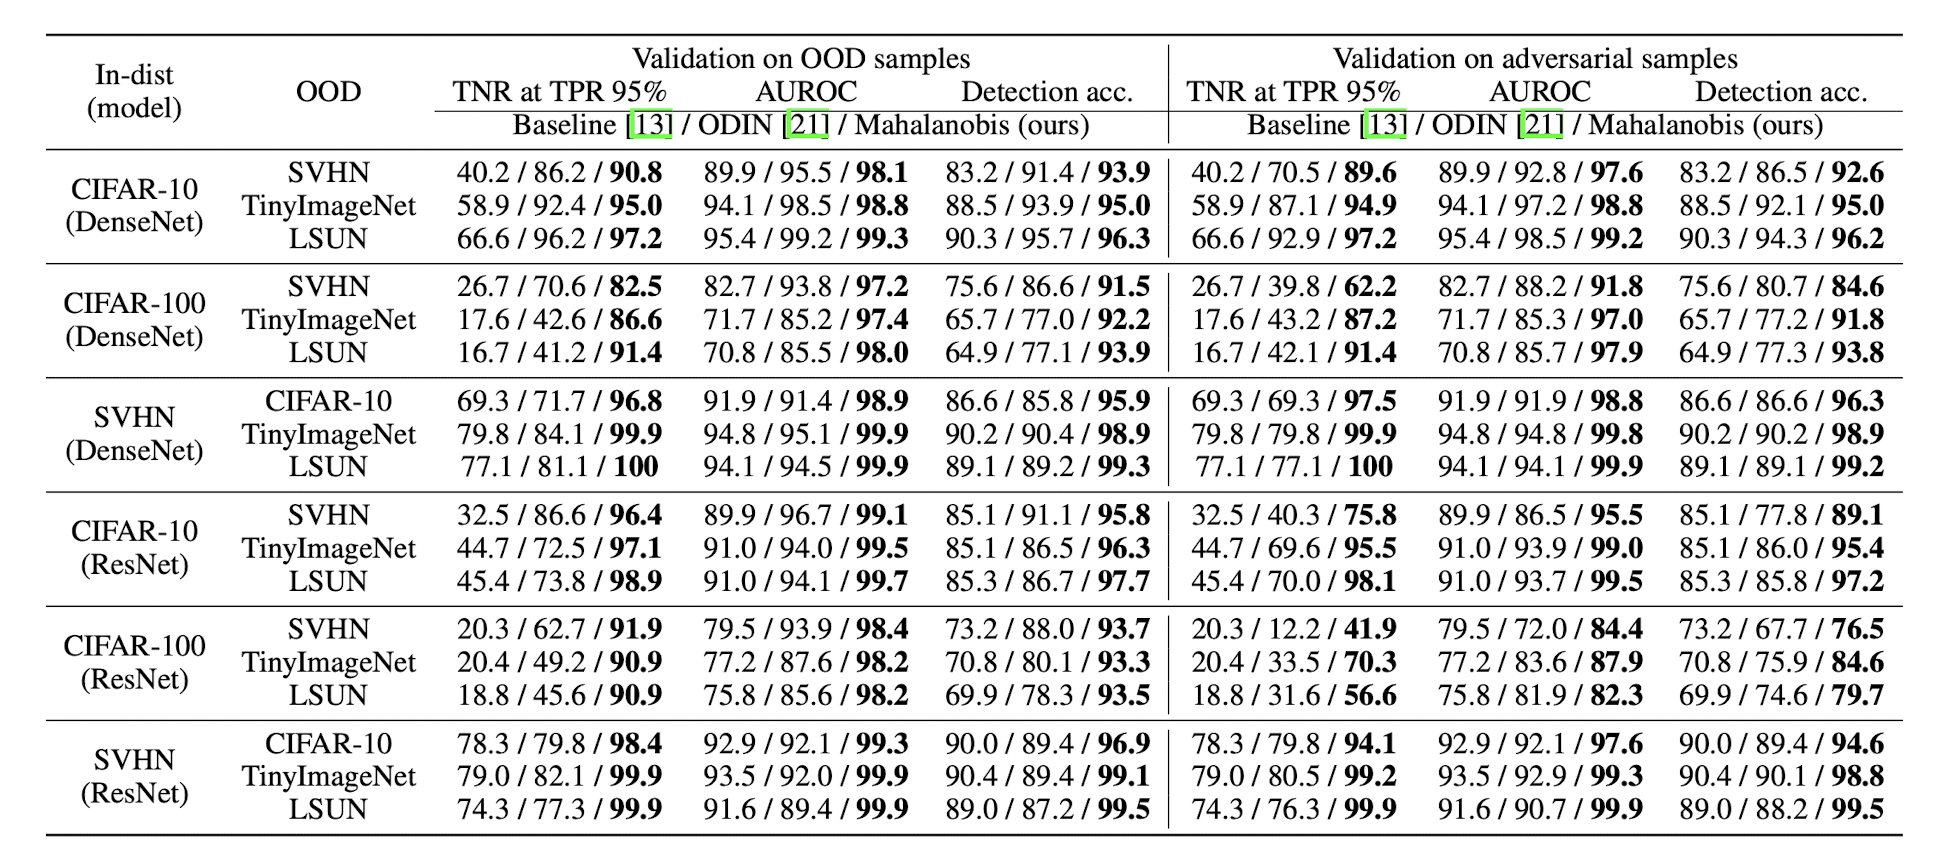 Validation on OOD samples Validation on adversarial samples
In-dist (model) OOD TNR at TPR 95% AUROC Detection acc. TNR at TPR 95% AUROC Detection acc.
Baseline [13] / ODIN [21] / Mahalanobis (ours) Baseline [13] / ODIN [21] / Mahalanobis (ours)
CIFAR-10 (DenseNet) SVHN 40.2 / 86.2 / 90.8 89.9 / 95.5 / 98.1 83.2 / 91.4 / 93.9 40.2 / 70.5 / 89.6 89.9 / 92.8 / 97.6 83.2 / 86.5 / 92.6
TinyImageNet 58.9 / 92.4 / 95.0 94.1 / 98.5 / 98.8 88.5 / 93.9 / 95.0 58.9 / 87.1 / 94.9 94.1 / 97.2 / 98.8 88.5 / 92.1 / 95.0
LSUN 66.6 / 96.2 / 97.2 95.4 / 99.2 / 99.3 90.3 / 95.7 / 96.3 66.6 / 92.9 / 97.2 95.4 / 98.5 / 99.2 90.3 / 94.3 / 96.2
CIFAR-100 (DenseNet) SVHN 26.7 / 70.6 / 82.5 82.7 / 93.8 / 97.2 75.6 / 86.6 / 91.5 26.7 / 39.8 / 62.2 82.7 / 88.2 / 91.8 75.6 / 80.7 / 84.6
TinyImageNet 17.6 / 42.6 / 86.6 71.7 / 85.2 / 97.4 65.7 / 77.0 / 92.2 17.6 / 43.2 / 87.2 71.7 / 85.3 / 97.0 65.7 / 77.2 / 91.8
LSUN 16.7 / 41.2 / 91.4 70.8 / 85.5 / 98.0 64.9 / 77.1 / 93.9 16.7 / 42.1 / 91.4 70.8 / 85.7 / 97.9 64.9 / 77.3 / 93.8
SVHN (DenseNet) CIFAR-10 69.3 / 71.7 / 96.8 91.9 / 91.4 / 98.9 86.6 / 85.8 / 95.9 69.3 / 69.3 / 97.5 91.9 / 91.9 / 98.8 86.6 / 86.6 / 96.3
TinyImageNet 79.8 / 84.1 / 99.9 94.8 / 95.1 / 99.9 90.2 / 90.4 / 98.9 79.8 / 79.8 / 99.9 94.8 / 94.8 / 99.8 90.2 / 90.2 / 98.9
LSUN 77.1 / 81.1 / 100 94.1 / 94.5 / 99.9 89.1 / 89.2 / 99.3 77.1 / 77.1 / 100 94.1 / 94.1 / 99.9 89.1 / 89.1 / 99.2
CIFAR-10 (ResNet) SVHN 32.5 / 86.6 / 96.4 89.9 / 96.7 / 99.1 85.1 / 91.1 / 95.8 32.5 / 40.3 / 75.8 89.9 / 86.5 / 95.5 85.1 / 77.8 / 89.1
TinyImageNet 44.7 / 72.5 / 97.1 91.0 / 94.0 / 99.5 85.1 / 86.5 / 96.3 44.7 / 69.6 / 95.5 91.0 / 93.9 / 99.0 85.1 / 86.0 / 95.4
LSUN 45.4 / 73.8 / 98.9 91.0 / 94.1 / 99.7 85.3 / 86.7 / 97.7 45.4 / 70.0 / 98.1 91.0 / 93.7 / 99.5 85.3 / 85.8 / 97.2
CIFAR-100 (ResNet) SVHN 20.3 / 62.7 / 91.9 79.5 / 93.9 / 98.4 73.2 / 88.0 / 93.7 20.3 / 12.2 / 41.9 79.5 / 72.0 / 84.4 73.2 / 67.7 / 76.5
TinyImageNet 20.4 / 49.2 / 90.9 77.2 / 87.6 / 98.2 70.8 / 80.1 / 93.3 20.4 / 33.5 / 70.3 77.2 / 83.6 / 87.9 70.8 / 75.9 / 84.6
LSUN 18.8 / 45.6 / 90.9 75.8 / 85.6 / 98.2 69.9 / 78.3 / 93.5 18.8 / 31.6 / 56.6 75.8 / 81.9 / 82.3 69.9 / 74.6 / 79.7
SVHN (ResNet) CIFAR-10 78.3 / 79.8 / 98.4 92.9 / 92.1 / 99.3 90.0 / 89.4 / 96.9 78.3 / 79.8 / 94.1 92.9 / 92.1 / 97.6 90.0 / 89.4 / 94.6
TinyImageNet 79.0 / 82.1 / 99.9 93.5 / 92.0 / 99.9 90.4 / 89.4 / 99.1 79.0 / 80.5 / 99.2 93.5 / 92.9 / 99.3 90.4 / 90.1 / 98.8
LSUN 74.3 / 77.3 / 99.9 91.6 / 89.4 / 99.9 89.0 / 87.2 / 99.5 74.3 / 76.3 / 99.9 91.6 / 90.7 / 99.9 89.0 / 88.2 / 99.5